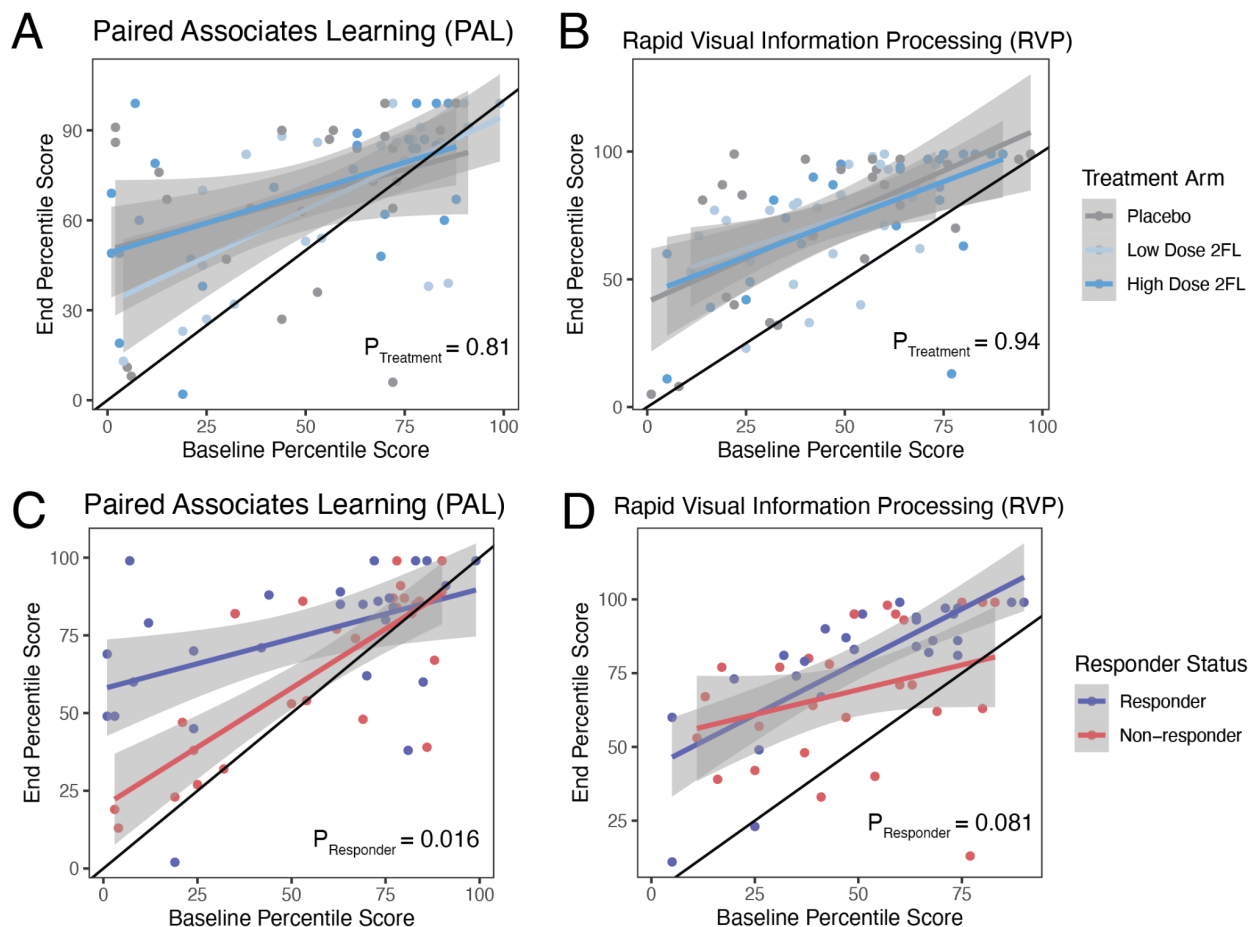 A
Paired Associates Learning (PAL)
End Percentile Score
90
60
30
0
P Treatment = 0.81
0
25
50
75
100
Baseline Percentile Score
B
Rapid Visual Information Processing (RVP)
End Percentile Score
100
50
0
P Treatment = 0.94
0
25
50
75
100
Baseline Percentile Score
Treatment Arm
Placebo
Low Dose 2FL
High Dose 2FL
C
Paired Associates Learning (PAL)
End Percentile Score
100
75
50
25
0
P Responder = 0.016
0
25
50
75
100
Baseline Percentile Score
D
Rapid Visual Information Processing (RVP)
End Percentile Score
100
75
50
25
P Responder = 0.081
0
25
50
75
Baseline Percentile Score
Responder Status
Responder
Non−responder